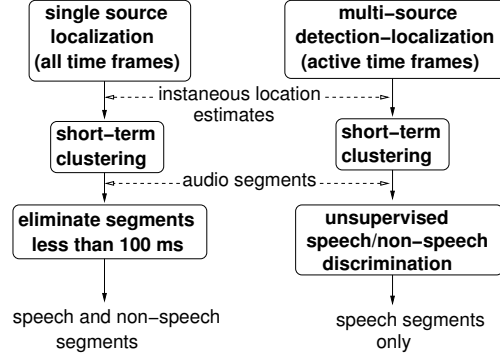 single source
localization
(all time frames)
multi−source
detection−localization
(active time frames)
instaneous location
estimates
short−term
clustering
short−term
clustering
audio segments
eliminate segments
less than 100 ms
unsupervised
speech/non−speech
discrimination
speech and non−speech
segments
speech segments
only